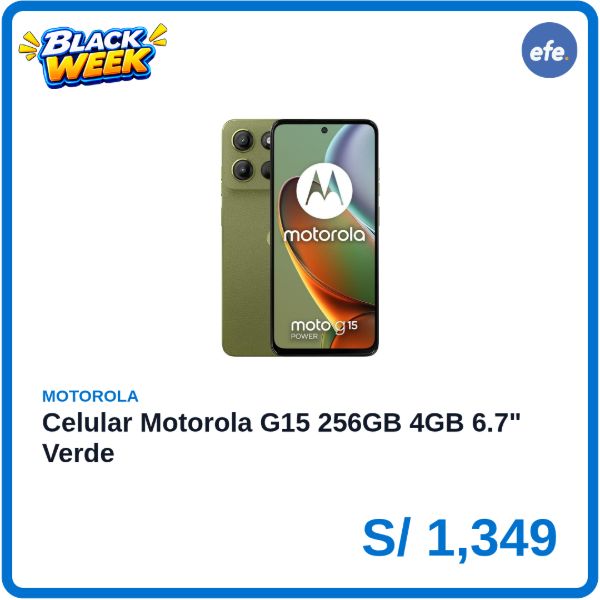 BLACK
WEEK
efe.
motorola
moto g15
POWER
MOTOROLA
Celular Motorola G15 256GB 4GB 6.7"
Verde
S/ 1,349